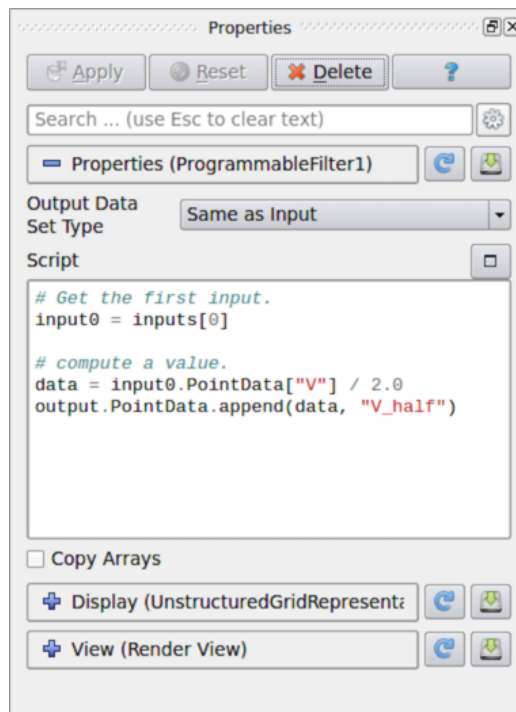 Properties
Apply Reset Delete ?
Search ... (use Esc to clear text)
Properties (ProgrammableFilter1)
Output Data
Set Type
Same as Input
Script
# Get the first input.
input0 = inputs[0]
# compute a value.
data = input0.PointData["V"] / 2.0
output.PointData.append(data, "V_half")
Copy Arrays
Display (UnstructuredGridRepresenta
View (Render View)